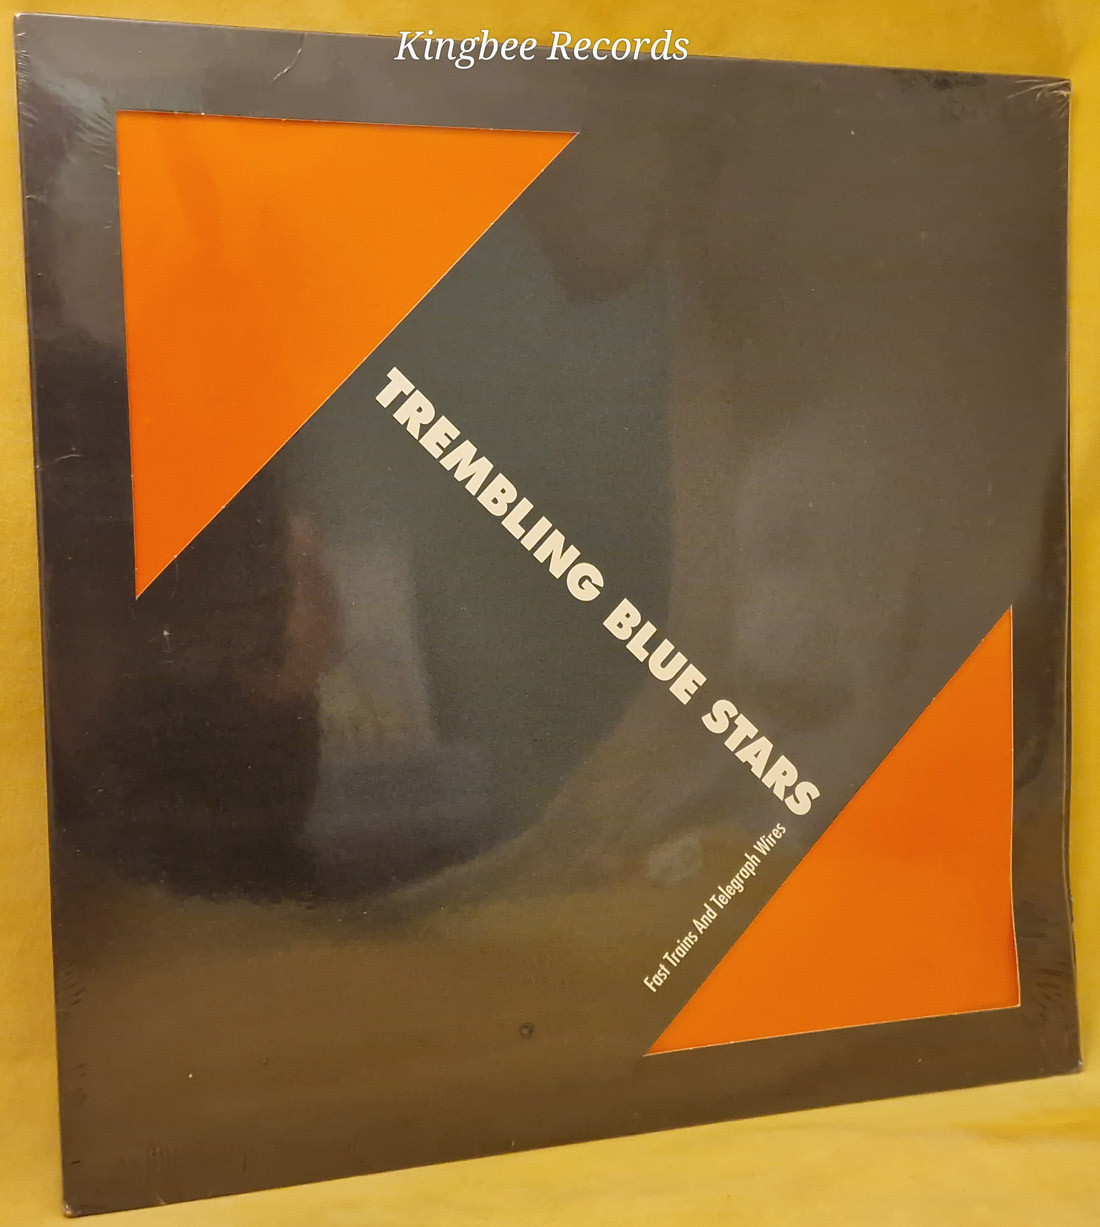 Kingbee Records
TREMBLING BLUE STARS
Fast Trains And Telegraph Wires